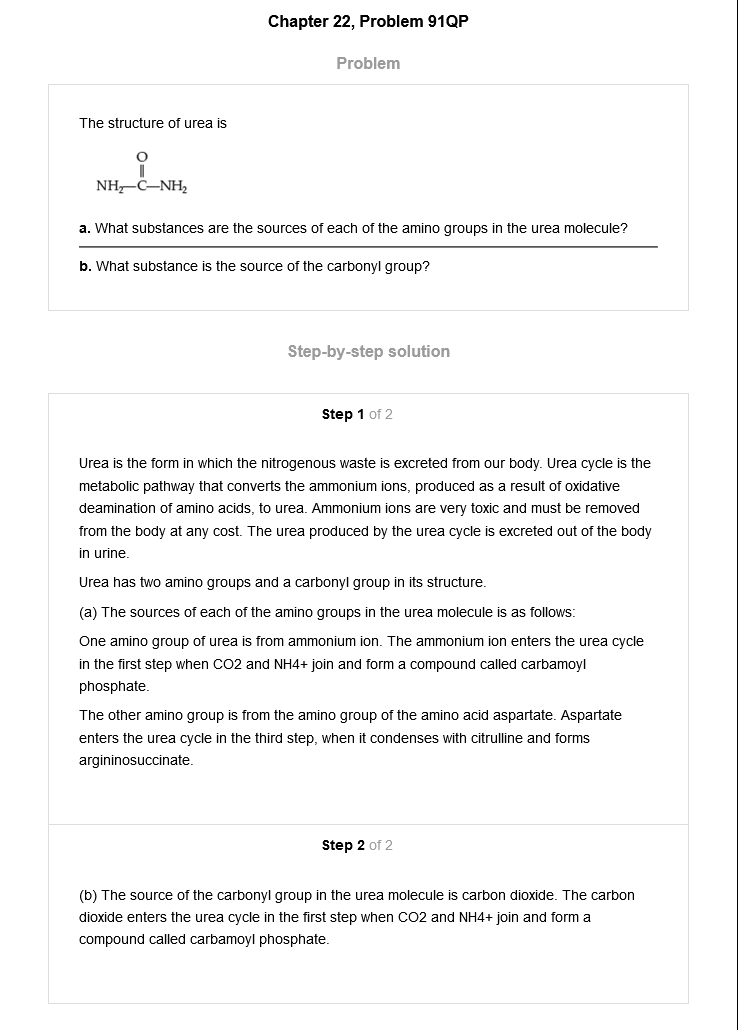 Chapter 22, Problem 91QP
Problem
The structure of urea is
O
||
NH₂—C—NH₂
a. What substances are the sources of each of the amino groups in the urea molecule?
b. What substance is the source of the carbonyl group?
Step-by-step solution
Step 1 of 2
Urea is the form in which the nitrogenous waste is excreted from our body. Urea cycle is the
metabolic pathway that converts the ammonium ions, produced as a result of oxidative
deamination of amino acids, to urea. Ammonium ions are very toxic and must be removed
from the body at any cost. The urea produced by the urea cycle is excreted out of the body
in urine.
Urea has two amino groups and a carbonyl group in its structure.
(a) The sources of each of the amino groups in the urea molecule is as follows:
One amino group of urea is from ammonium ion. The ammonium ion enters the urea cycle
in the first step when CO2 and NH4+ join and form a compound called carbamoyl
phosphate.
The other amino group is from the amino group of the amino acid aspartate. Aspartate
enters the urea cycle in the third step, when it condenses with citrulline and forms
argininosuccinate.
Step 2 of 2
(b) The source of the carbonyl group in the urea molecule is carbon dioxide. The carbon
dioxide enters the urea cycle in the first step when CO2 and NH4+ join and form a
compound called carbamoyl phosphate.